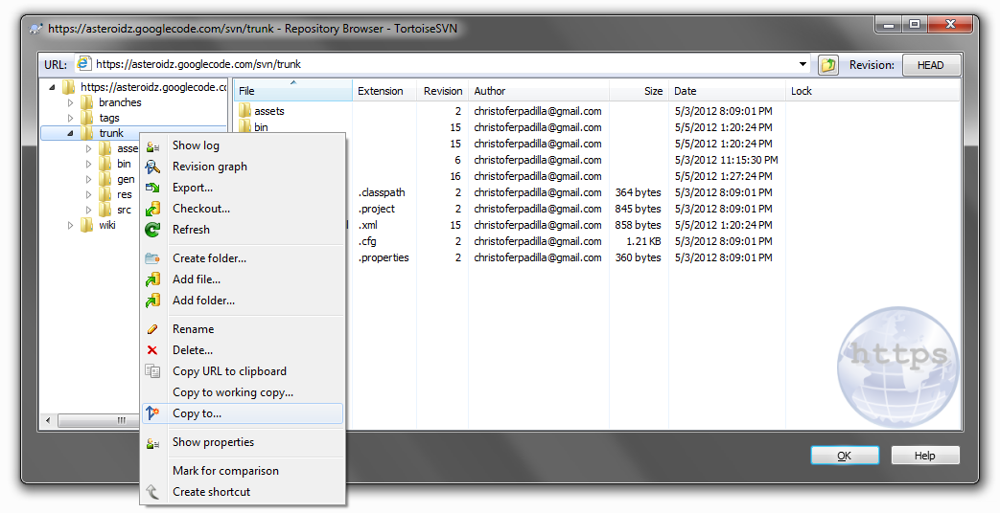 https://asteroidz.googlecode.com/svn/trunk - Repository Browser - TortoiseSVN
URL: https://asteroidz.googlecode.com/svn/trunk Revision: HEAD
https://asteroidz.googlecode.co
branches
tags
trunk
asse
bin
gen
res
src
wiki
File Extension Revision Author Size Date Lock
assets 2 christoferpadilla@gmail.com 5/3/2012 8:09:01 PM
bin 15 christoferpadilla@gmail.com 5/5/2012 1:20:24 PM
15 christoferpadilla@gmail.com 5/5/2012 1:20:24 PM
6 christoferpadilla@gmail.com 5/3/2012 11:15:30 PM
16 christoferpadilla@gmail.com 5/5/2012 1:27:24 PM
.classpath 2 christoferpadilla@gmail.com 364 bytes 5/3/2012 8:09:01 PM
.project 2 christoferpadilla@gmail.com 845 bytes 5/3/2012 8:09:01 PM
.xml 15 christoferpadilla@gmail.com 858 bytes 5/5/2012 1:20:24 PM
.cfg 2 christoferpadilla@gmail.com 1.21 KB 5/3/2012 8:09:01 PM
.properties 2 christoferpadilla@gmail.com 360 bytes 5/3/2012 8:09:01 PM
Show log
Revision graph
Export...
Checkout...
Refresh
Create folder...
Add file...
Add folder...
Rename
Delete...
Copy URL to clipboard
Copy to working copy...
Copy to...
Show properties
Mark for comparison
Create shortcut
https
OK Help